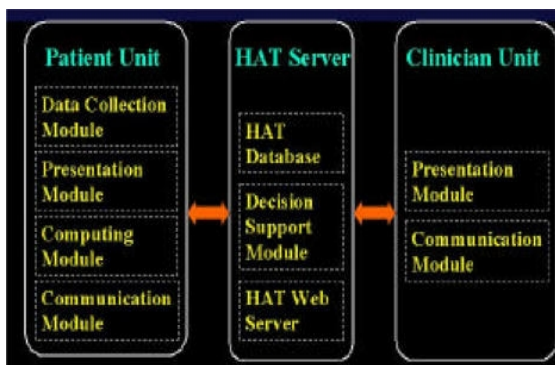 Patient Unit
Data Collection
Module
Presentation
Module
Computing
Module
Communication
Module
HAT Server
HAT
Database
Decision
Support
Module
HAT Web
Server
Clinician Unit
Presentation
Module
Communication
Module